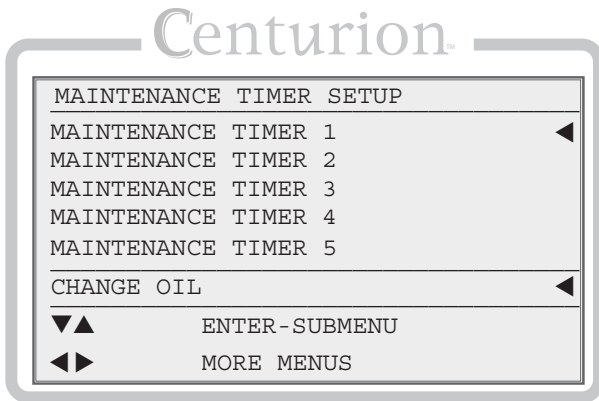 Centurion™
MAINTENANCE TIMER SETUP
MAINTENANCE TIMER 1 ◀
MAINTENANCE TIMER 2
MAINTENANCE TIMER 3
MAINTENANCE TIMER 4
MAINTENANCE TIMER 5
CHANGE OIL ◀
▼▲ ENTER-SUBMENU
◀▶ MORE MENUS